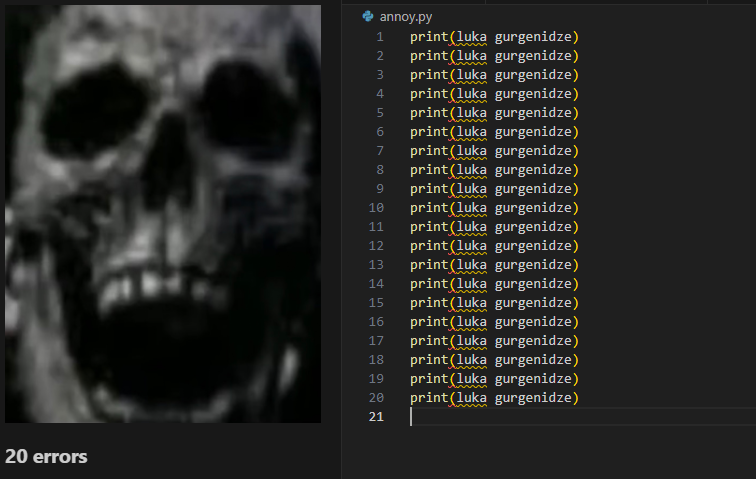 20 errors
annoy.py
1 print(luka gurgenidze)
2 print(luka gurgenidze)
3 print(luka gurgenidze)
4 print(luka gurgenidze)
5 print(luka gurgenidze)
6 print(luka gurgenidze)
7 print(luka gurgenidze)
8 print(luka gurgenidze)
9 print(luka gurgenidze)
10 print(luka gurgenidze)
11 print(luka gurgenidze)
12 print(luka gurgenidze)
13 print(luka gurgenidze)
14 print(luka gurgenidze)
15 print(luka gurgenidze)
16 print(luka gurgenidze)
17 print(luka gurgenidze)
18 print(luka gurgenidze)
19 print(luka gurgenidze)
20 print(luka gurgenidze)
21